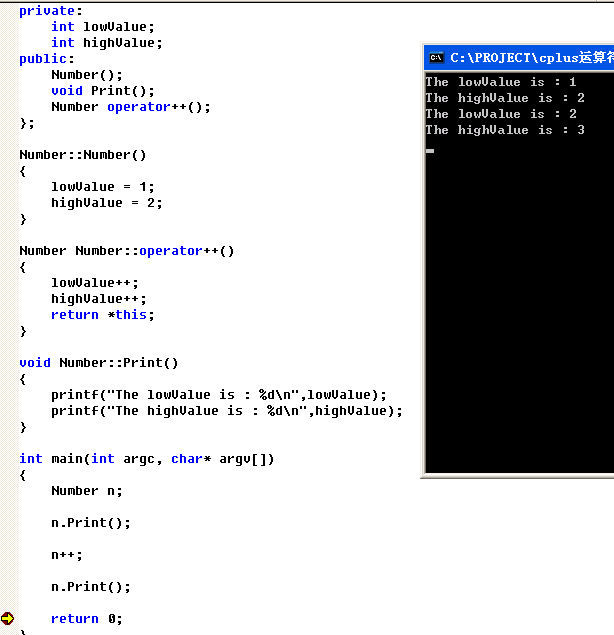 private:
    int lowValue;
    int highValue;
public:
    Number();
    void Print();
    Number operator++();
};
Number::Number()
{
    lowValue = 1;
    highValue = 2;
}
Number Number::operator++()
{
    lowValue++;
    highValue++;
    return *this;
}
void Number::Print()
{
    printf("The lowValue is : %d\n",lowValue);
    printf("The highValue is : %d\n",highValue);
}
int main(int argc, char* argv[])
{
    Number n;
    n.Print();
    n++;
    n.Print();
    return 0;
C:\PROJECT\cplus运算符
The lowValue is : 1
The highValue is : 2
The lowValue is : 2
The highValue is : 3